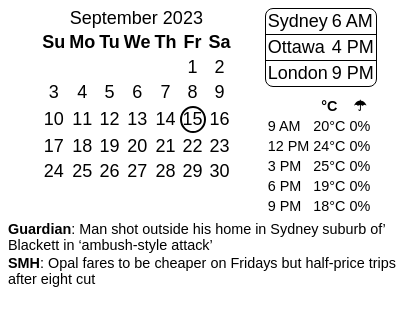 September 2023
Su Mo Tu We Th Fr Sa
1 2
3 4 5 6 7 8 9
10 11 12 13 14 15 16
17 18 19 20 21 22 23
24 25 26 27 28 29 30
Sydney 6 AM
Ottawa 4 PM
London 9 PM
°C ☂
9 AM 20°C 0%
12 PM 24°C 0%
3 PM 25°C 0%
6 PM 19°C 0%
9 PM 18°C 0%
Guardian: Man shot outside his home in Sydney suburb of’
Blackett in ‘ambush-style attack’
SMH: Opal fares to be cheaper on Fridays but half-price trips
after eight cut